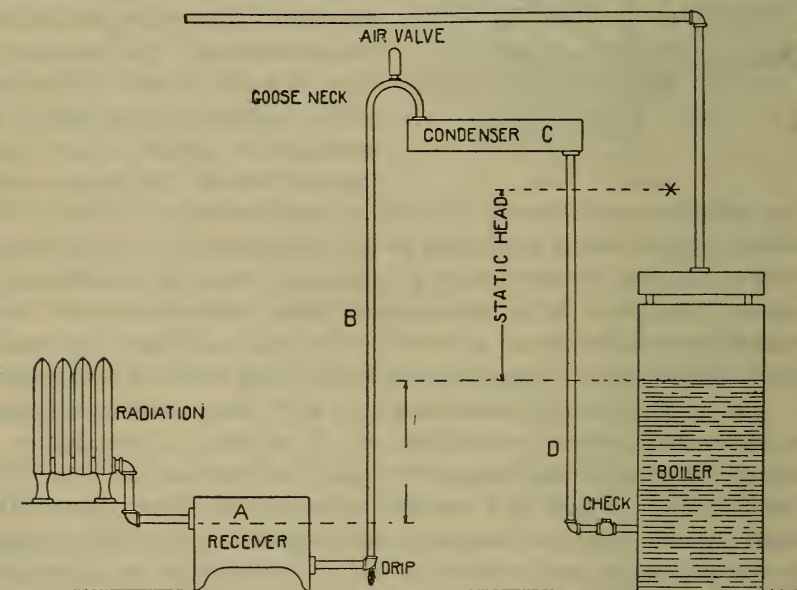 AIR VALVE
GOOSE NECK
CONDENSER C
STATIC HEAD
B
RADIATION
D
BOILER
CHECK
A
RECEIVER
DRIP